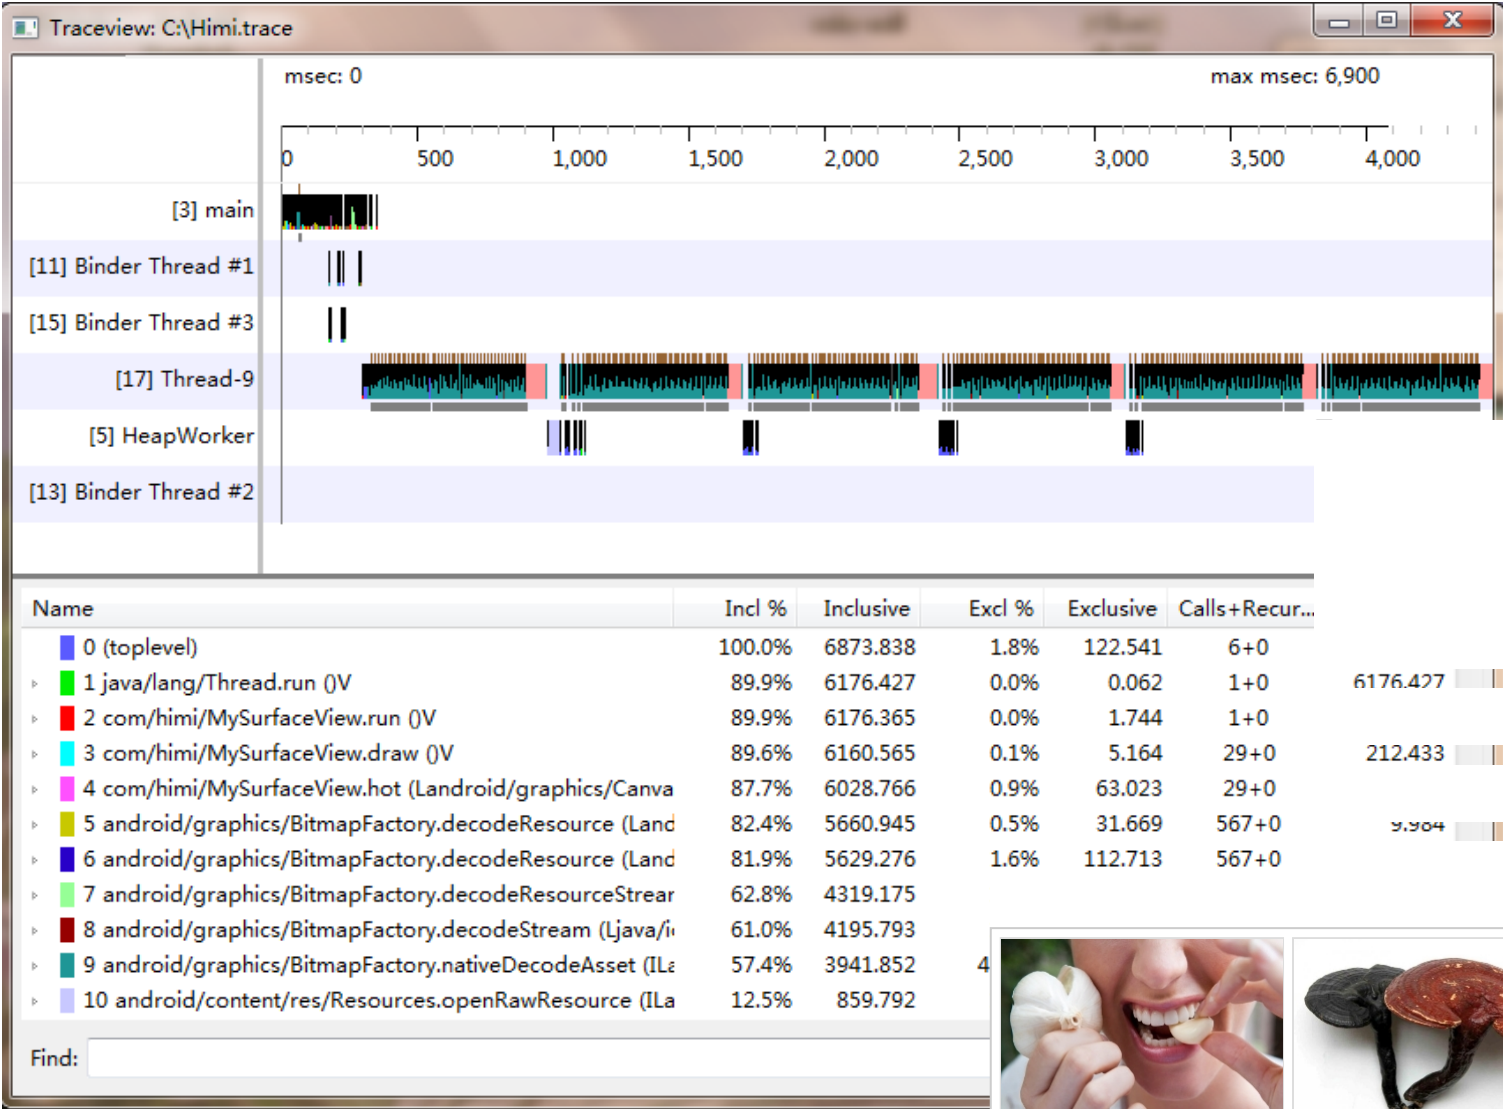 Traceview: C:\Himi.trace
msec: 0 max msec: 6,900
0 500 1,000 1,500 2,000 2,500 3,000 3,500 4,000
[3] main
[11] Binder Thread #1
[15] Binder Thread #3
[17] Thread-9
[5] HeapWorker
[13] Binder Thread #2
Name Incl % Inclusive Excl % Exclusive Calls+Recur...
0 (toplevel) 100.0% 6873.838 1.8% 122.541 6+0
1 java/lang/Thread.run ()V 89.9% 6176.427 0.0% 0.062 1+0 6176.427
2 com/himi/MySurfaceView.run ()V 89.9% 6176.365 0.0% 1.744 1+0
3 com/himi/MySurfaceView.draw ()V 89.6% 6160.565 0.1% 5.164 29+0 212.433
4 com/himi/MySurfaceView.hot (Landroid/graphics/Canva 87.7% 6028.766 0.9% 63.023 29+0
5 android/graphics/BitmapFactory.decodeResource (Land 82.4% 5660.945 0.5% 31.669 567+0 9.984
6 android/graphics/BitmapFactory.decodeResource (Land 81.9% 5629.276 1.6% 112.713 567+0
7 android/graphics/BitmapFactory.decodeResourceStrear 62.8% 4319.175
8 android/graphics/BitmapFactory.decodeStream (Ljava/i 61.0% 4195.793
9 android/graphics/BitmapFactory.nativeDecodeAsset (ILa 57.4% 3941.852 4
10 android/content/res/Resources.openRawResource (ILa 12.5% 859.792
Find: